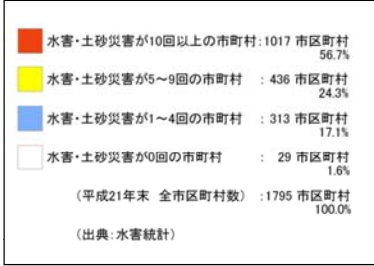 水害・土砂災害が10回以上の市町村:1017 市区町村
56.7%
水害・土砂災害が5～9回の市町村 : 436 市区町村
24.3%
水害・土砂災害が1～4回の市町村 : 313 市区町村
17.1%
水害・土砂災害が0回の市町村 : 29 市区町村
1.6%
(平成21年末 全市区町村数) :1795 市区町村
100.0%
(出典:水害統計)